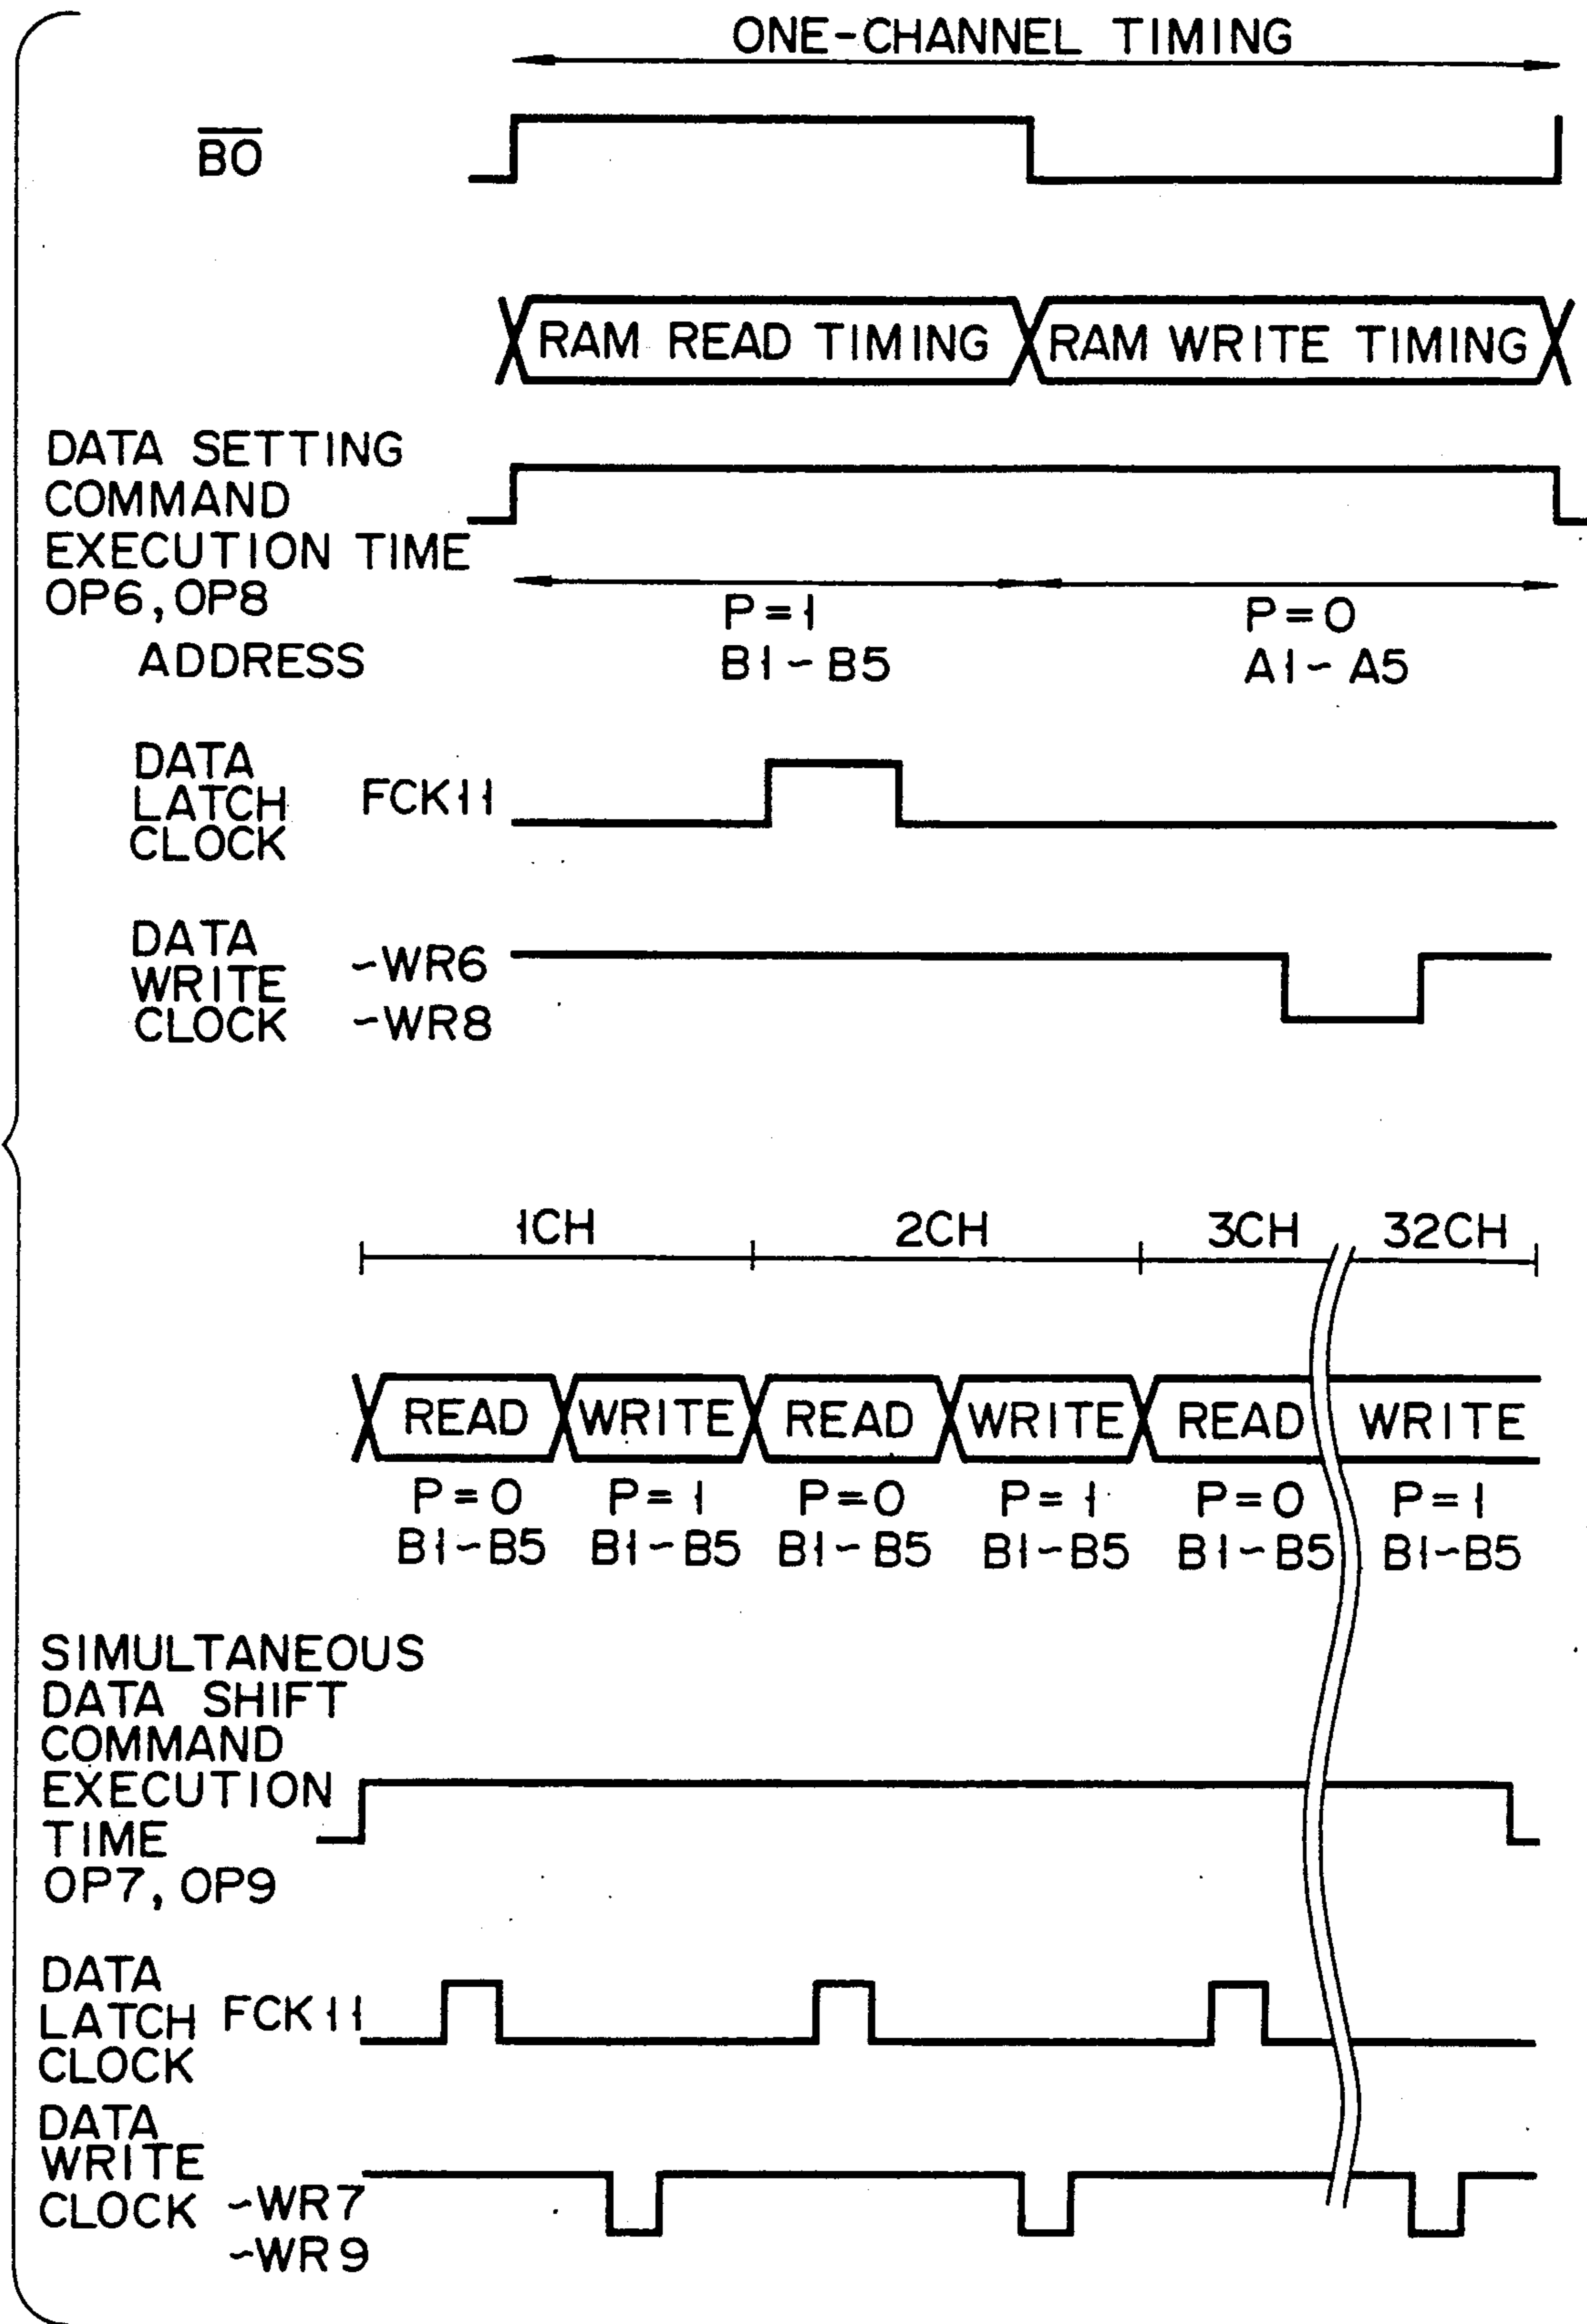 ONE-CHANNEL TIMING
B̅O̅
RAM READ TIMING RAM WRITE TIMING
DATA SETTING
COMMAND
EXECUTION TIME
OP6, OP8
P=1 P=0
ADDRESS B1~B5 A1~A5
DATA
LATCH FCK11
CLOCK
DATA
WRITE ~WR6
CLOCK ~WR8
1CH 2CH 3CH 32CH
READ WRITE READ WRITE READ WRITE
P=0 P=1 P=0 P=1 P=0 P=1
B1~B5 B1~B5 B1~B5 B1~B5 B1~B5 B1~B5
SIMULTANEOUS
DATA SHIFT
COMMAND
EXECUTION
TIME
OP7, OP9
DATA
LATCH FCK11
CLOCK
DATA
WRITE
CLOCK ~WR7
~WR9